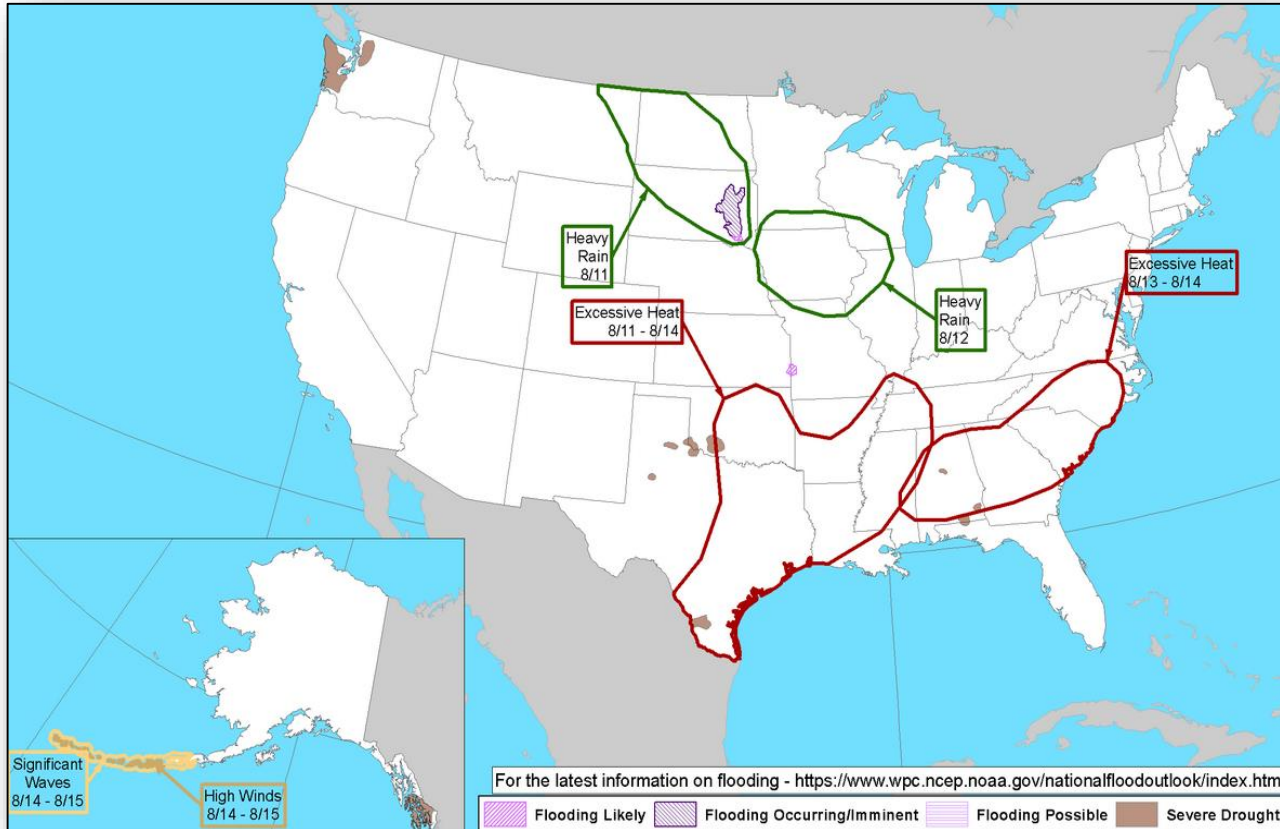 Heavy
Rain
8/11
Excessive Heat
8/13 - 8/14
Excessive Heat
8/11 - 8/14
Heavy
Rain
8/12
Significant
Waves
8/14 - 8/15
High Winds
8/14 - 8/15
For the latest information on flooding - https://www.wpc.ncep.noaa.gov/nationalfloodoutlook/index.htm
Flooding Likely
Flooding Occurring/Imminent
Flooding Possible
Severe Drought